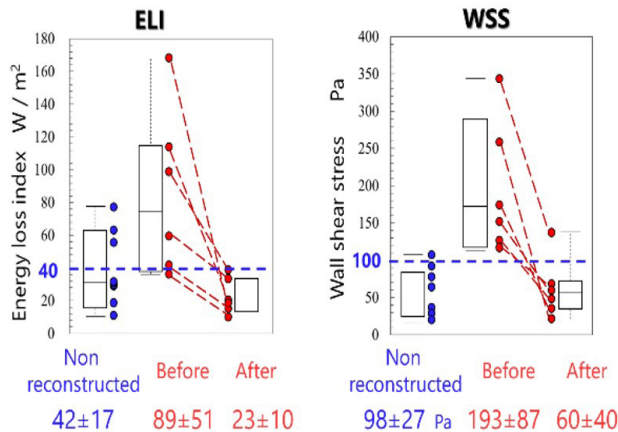 ELI
WSS
Energy loss index W / m²
180
160
140
120
100
80
60
40
20
0
Wall shear stress Pa
400
350
300
250
200
150
100
50
0
Non
reconstructed
Before
After
42±17
89±51
23±10
Non
reconstructed
Before
After
98±27 Pa
193±87
60±40